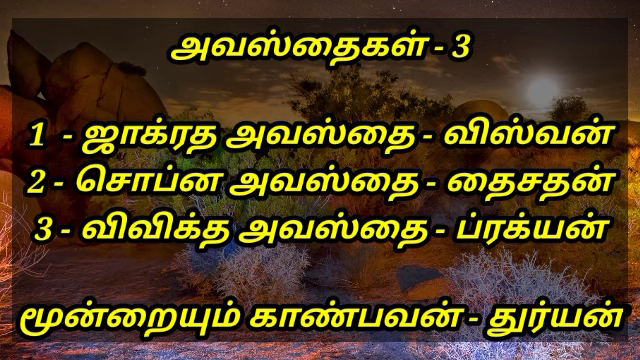 அவஸ்தைகள் - 3
1 - ஜாக்ரத அவஸ்தை - விஸ்வன்
2 - சொப்ன அவஸ்தை - தைசதன்
3 - விவிக்த அவஸ்தை - ப்ரக்யன்
மூன்றையும் காண்பவன் - துர்யன்